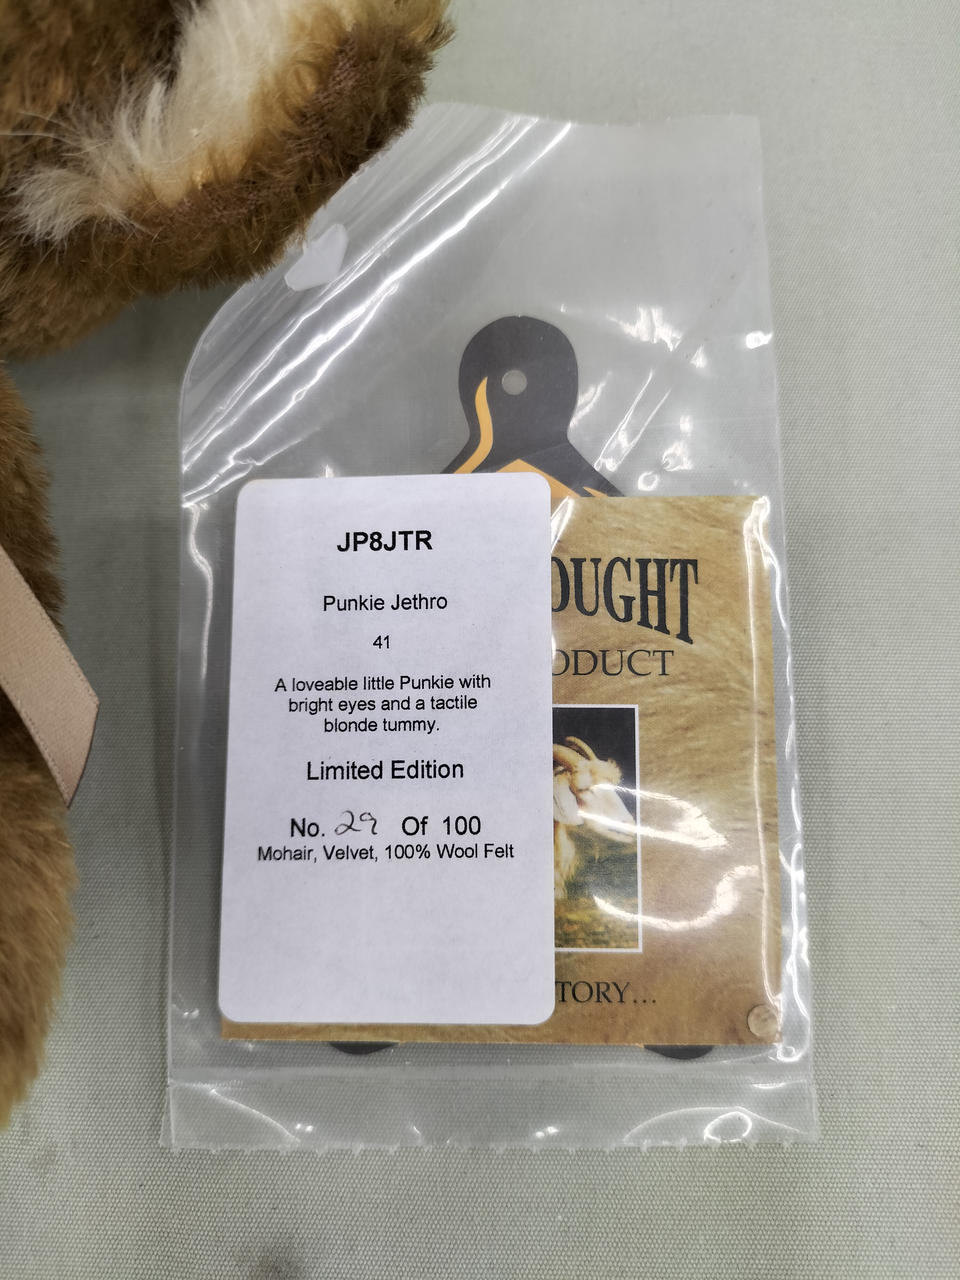 JP8JTR
Punkie Jethro
41
A loveable little Punkie with
bright eyes and a tactile
blonde tummy.
Limited Edition
No. 29 Of 100
Mohair, Velvet, 100% Wool Felt
OUGHT
ODUCT
TORY...